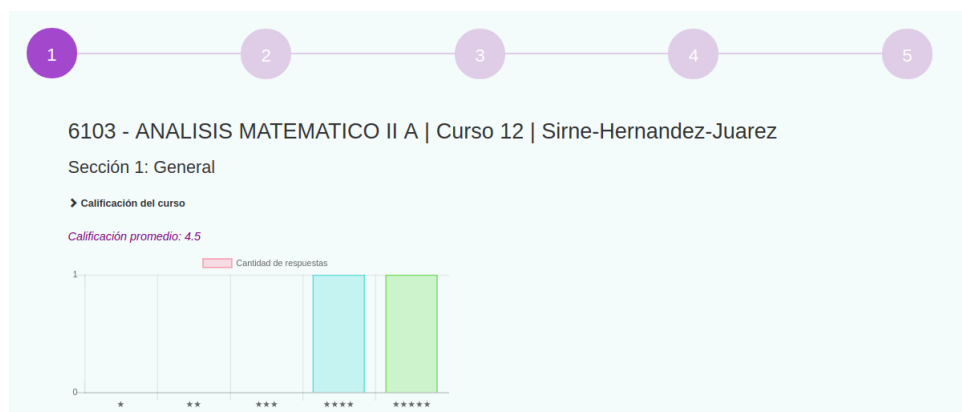 1 2 3 4 5
6103 - ANALISIS MATEMATICO II A | Curso 12 | Sirne-Hernandez-Juarez
Sección 1: General
Calificación del curso
Calificación promedio: 4.5
Cantidad de respuestas
1
0
★ ★★ ★★★ ★★★★ ★★★★★